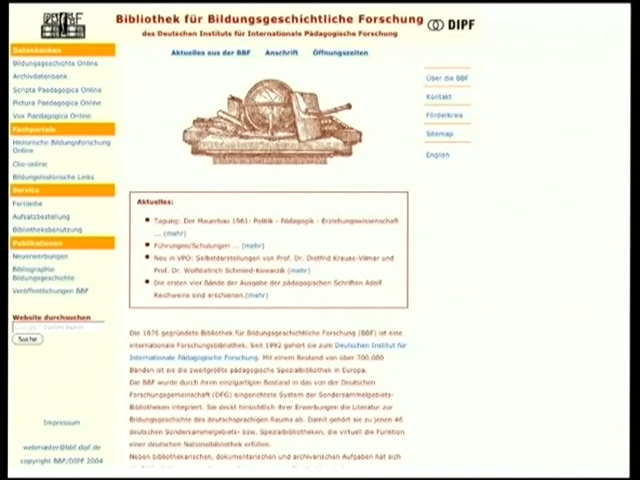 BBF
Bibliothek für Bildungsgeschichtliche Forschung
des Deutschen Instituts für Internationale Pädagogische Forschung
DIPF
Aktuelles aus der BBF Anschrift Öffnungszeiten
Datenbanken
Bildungsgeschichte Online
Archivdatenbank
Scripta Paedagogica Online
Pictura Paedagogica Online
Vox Paedagogica Online
Fachportale
Historische Bildungsforschung
Online
Clio-online
Bildungshistorische Links
Service
Fernleihe
Aufsatzbestellung
Bibliotheksbenutzung
Publikationen
Neuerwerbungen
Bibliographie
Bildungsgeschichte
Veröffentlichungen BBF
Website durchsuchen
Suche
Impressum
webmaster@bbf.dipf.de
copyright BBF/DIPF 2004
Über die BBF
Kontakt
Förderkreis
Sitemap
English
Aktuelles:
Tagung: Der Mauerbau 1961: Politik - Pädagogik - Erziehungswissenschaft
... (mehr)
Führungen/Schulungen ... (mehr)
Neu in VPO: Selbstdarstellungen von Prof. Dr. Dietfrid Krause-Vilmar und
Prof. Dr. Wolfdietrich Schmied-Kowarzik (mehr)
Die ersten vier Bände der Ausgabe der pädagogischen Schriften Adolf
Reichweins sind erschienen.(mehr)
Die 1876 gegründete Bibliothek für Bildungsgeschichtliche Forschung (BBF) ist eine
internationale Forschungsbibliothek. Seit 1992 gehört sie zum Deutschen Institut für
Internationale Pädagogische Forschung. Mit einem Bestand von über 700.000
Bänden ist sie die zweitgrößte pädagogische Spezialbibliothek in Europa.
Die BBF wurde durch ihren einzigartigen Bestand in das von der Deutschen
Forschungsgemeinschaft (DFG) eingerichtete System der Sondersammelgebiets-
Bibliotheken integriert. Sie deckt hinsichtlich ihrer Erwerbungen die Literatur zur
Bildungsgeschichte des deutschsprachigen Raums ab. Damit gehört sie zu jenen 46
deutschen Sondersammelgebiets- bzw. Spezialbibliotheken, die virtuell die Funktion
einer deutschen Nationalbibliothek erfüllen.
Neben bibliothekarischen, dokumentarischen und archivarischen Aufgaben hat sich